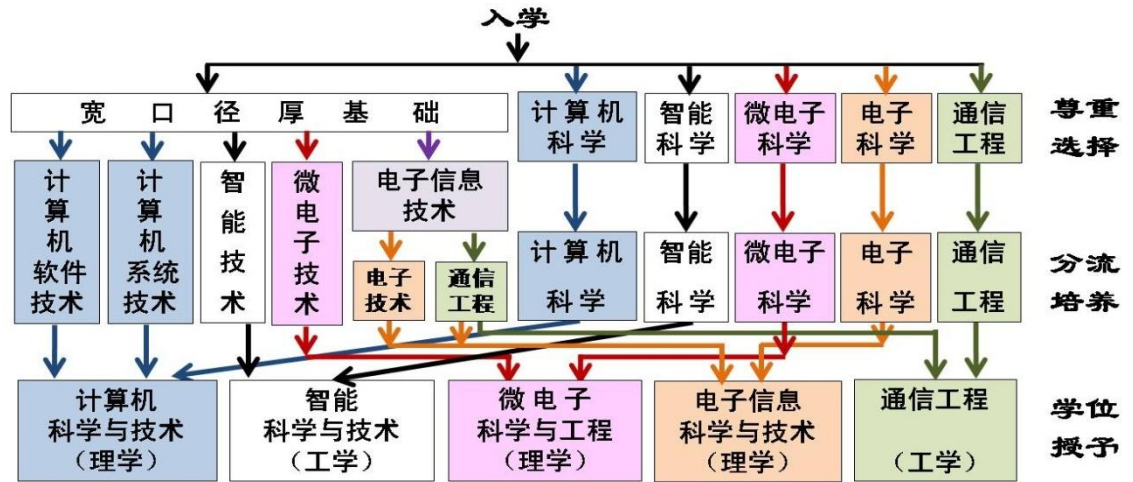 入学
宽口径厚基础
计算机
科学
智能
科学
微电子
科学
电子
科学
通信
工程
尊重
选择
计
算
机
软件
技术
计
算
机
系统
技术
智
能
技
术
微
电
子
技
术
电子信息
技术
电子
技术
通信
工程
计算机
科学
智能
科学
微电子
科学
电子
科学
通信
工程
分流
培养
计算机
科学与技术
（理学）
智能
科学与技术
（工学）
微电子
科学与工程
（理学）
电子信息
科学与技术
（理学）
通信工程
（工学）
学位
授予